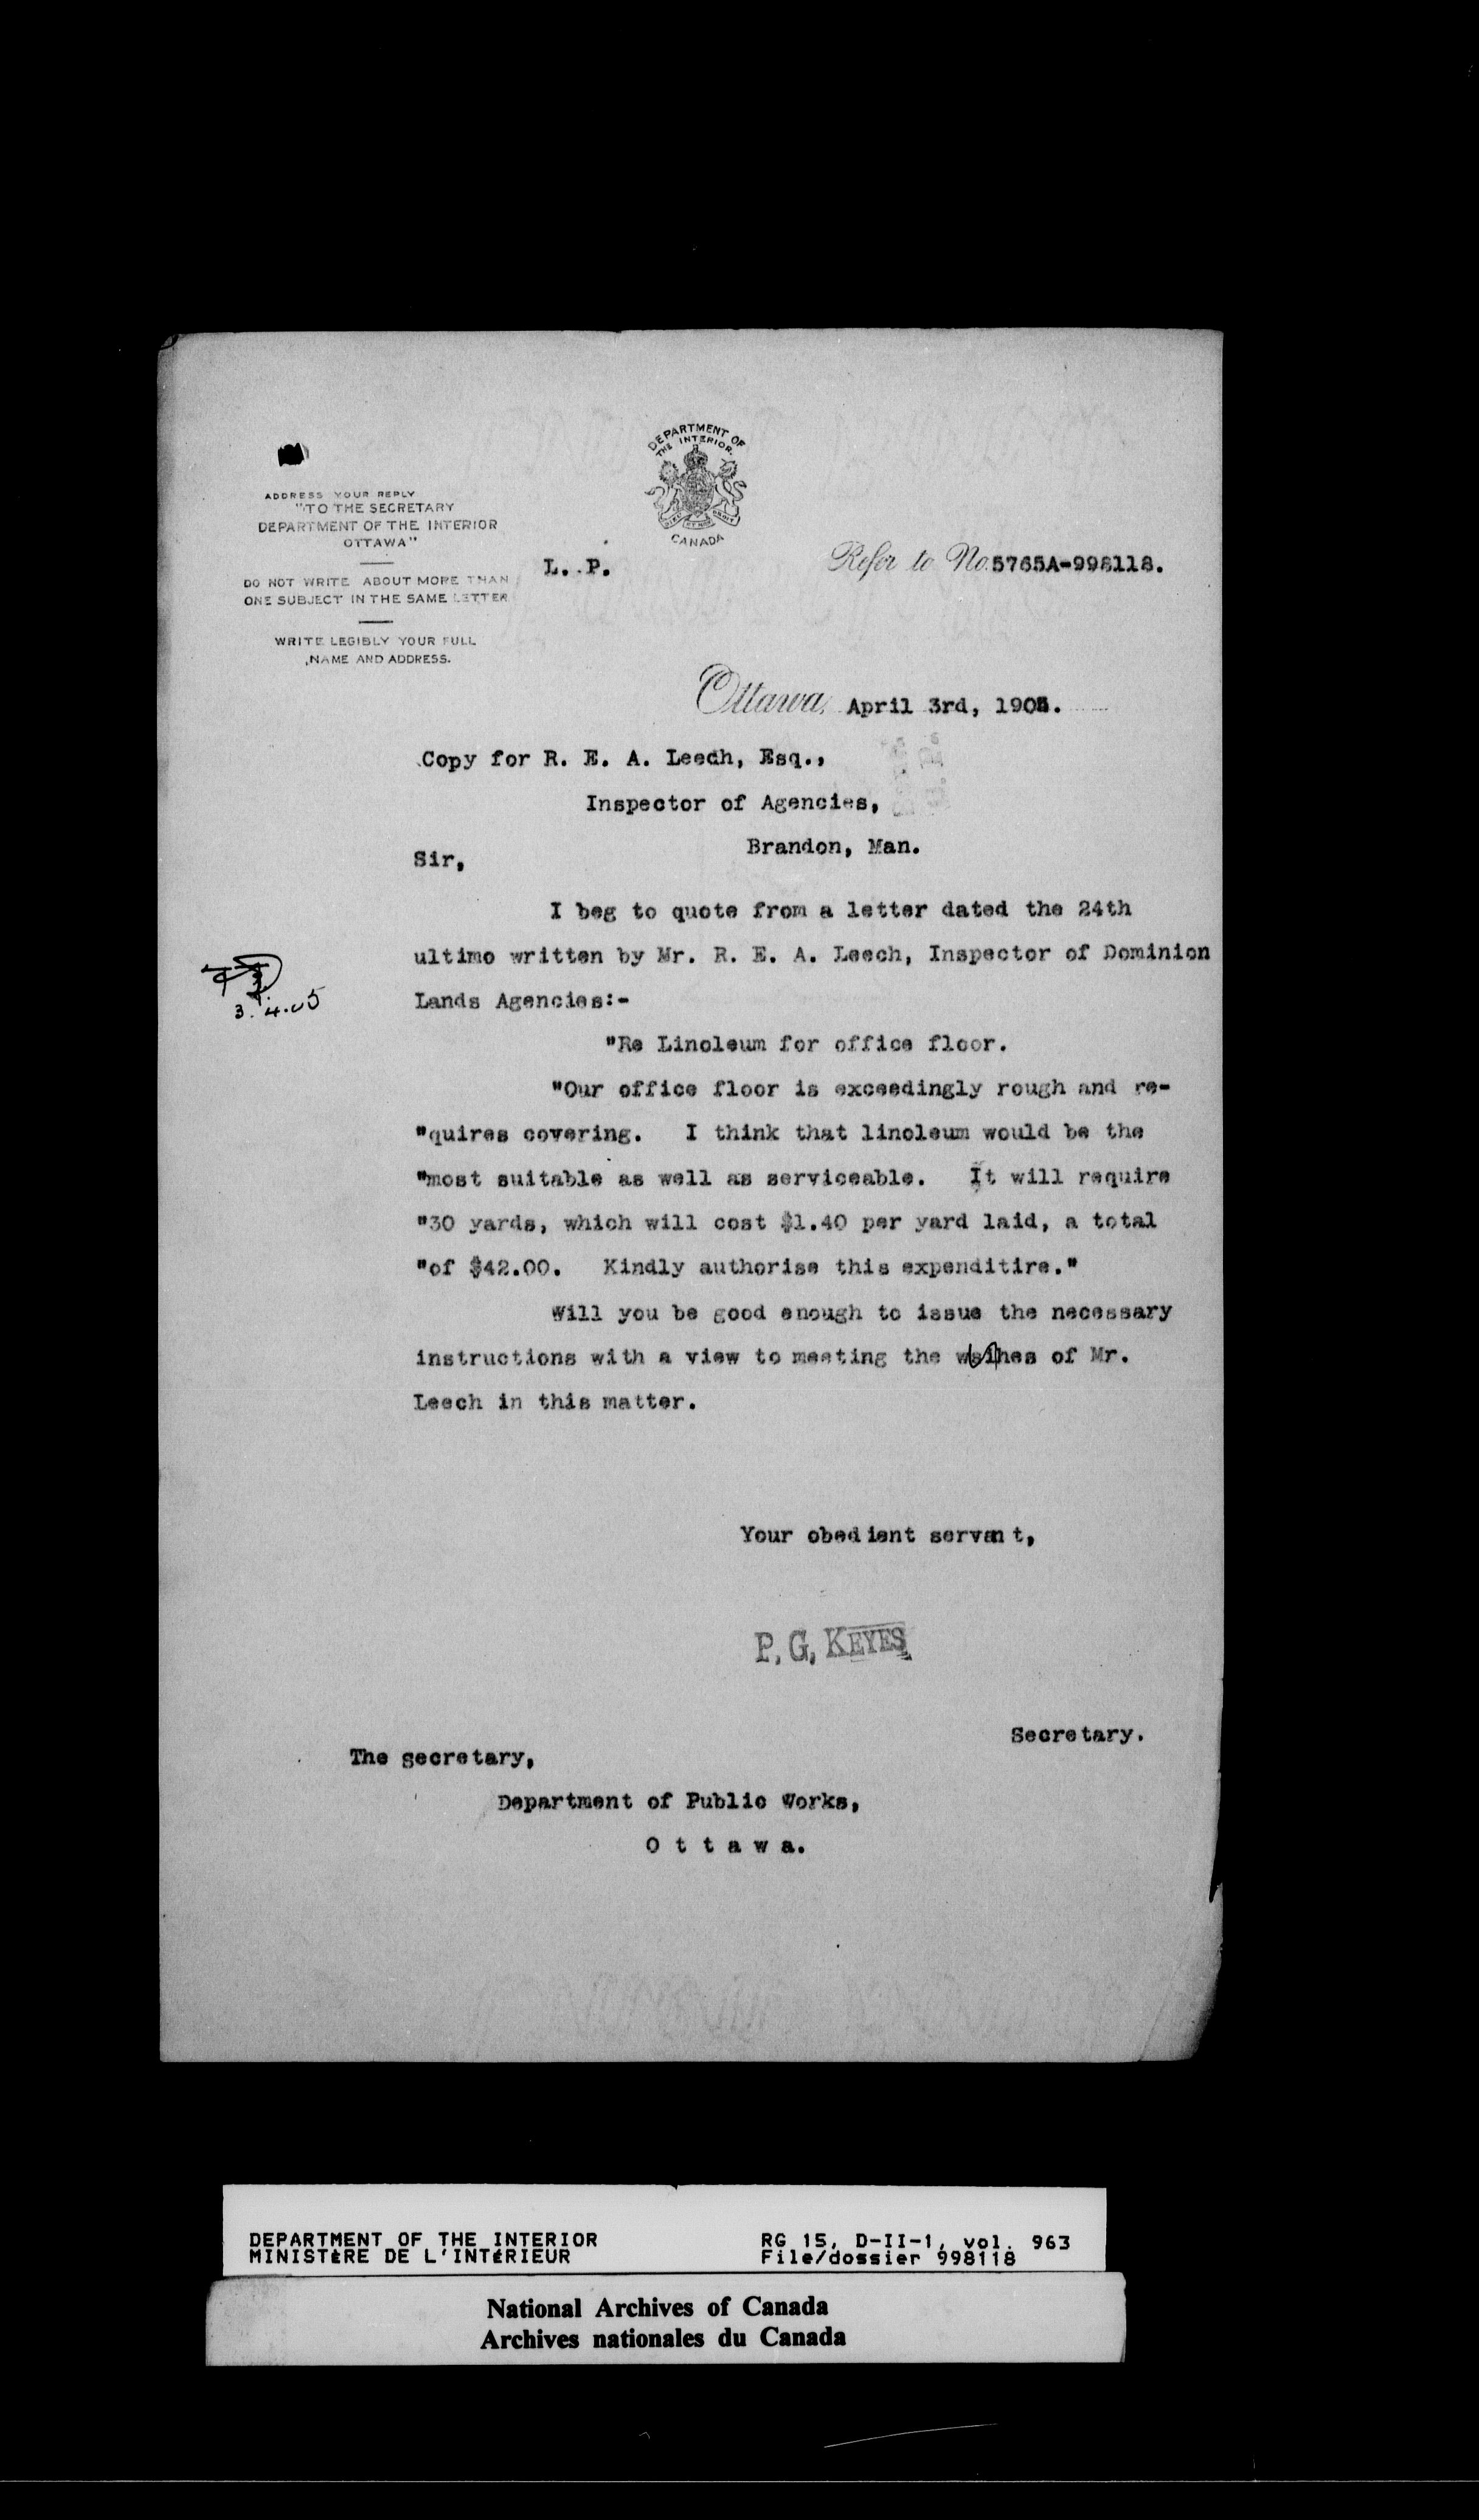 DEPARTMENT OF
THE INTERIOR.
CANADA
ADDRESS YOUR REPLY
"TO THE SECRETARY
DEPARTMENT OF THE INTERIOR
OTTAWA"
DO NOT WRITE ABOUT MORE THAN
ONE SUBJECT IN THE SAME LETTER
WRITE LEGIBLY YOUR FULL
NAME AND ADDRESS.
L. P.
Refer to No. 5765A-998118.
Ottawa, April 3rd, 1905.
Copy for R. E. A. Leech, Esq.,
Inspector of Agencies,
Brandon, Man.
Sir,
I beg to quote from a letter dated the 24th
ultimo written by Mr. R. E. A. Leech, Inspector of Dominion
Lands Agencies:-
3.4.05
"Re Linoleum for office floor.
"Our office floor is exceedingly rough and re-
"quires covering. I think that linoleum would be the
"most suitable as well as serviceable. It will require
"30 yards, which will cost $1.40 per yard laid, a total
"of $42.00. Kindly authorise this expenditire."
Will you be good enough to issue the necessary
instructions with a view to meeting the wsihes of Mr.
Leech in this matter.
Your obedient servant,
P. G. KEYES
Secretary.
The secretary,
Department of Public Works,
O t t a w a.
DEPARTMENT OF THE INTERIOR
MINISTÈRE DE L'INTÉRIEUR
RG 15, D-II-1, vol. 963
File/dossier 998118
National Archives of Canada
Archives nationales du Canada